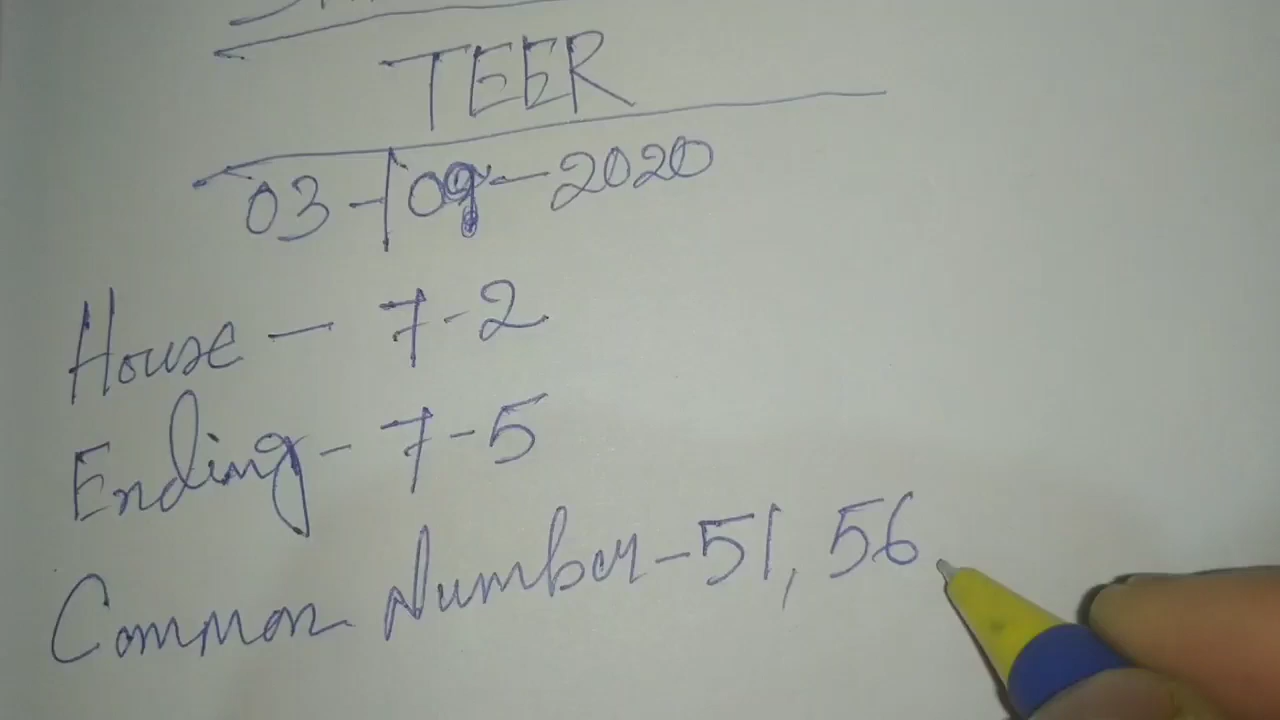 TEER
03-09-2020
House - 7-2
Ending - 7-5
Common Number - 51, 56